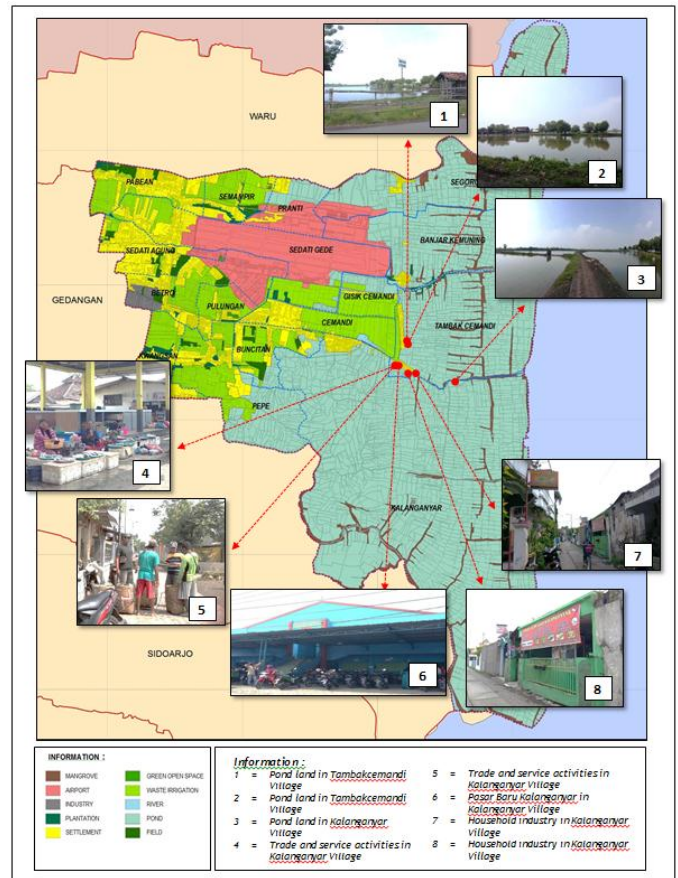 WARU
1
2
SEGORO
PABEAN
SEMAMPIR
PRANTI
3
BANJAR KEMUNING
SEDATI AGUNG
SEDATI GEDE
GEDANGAN
BETRO
GISIK CEMANDI
PULUNGAN
CEMANDI
TAMBAK CEMANDI
BUNCITAN
PEPE
4
KALANGANYAR
7
5
SIDOARJO
6
8
INFORMATION :
MANGROVE
AIRPORT
INDUSTRY
PLANTATION
SETTLEMENT
GREEN OPEN SPACE
WASTE IRRIGATION
RIVER
POND
FIELD
Information :
1 = Pond land in Tambakcemandi
Village
2 = Pond land in Tambakcemandi
Village
3 = Pond land in Kalanganyar
Village
4 = Trade and service activities in
Kalanganyar Village
5 = Trade and service activities in
Kalanganyar Village
6 = Pasar Baru Kalanganyar in
Kalanganyar Village
7 = Household industry in Kalanganyar
Village
8 = Household industry in Kalanganyar
Village